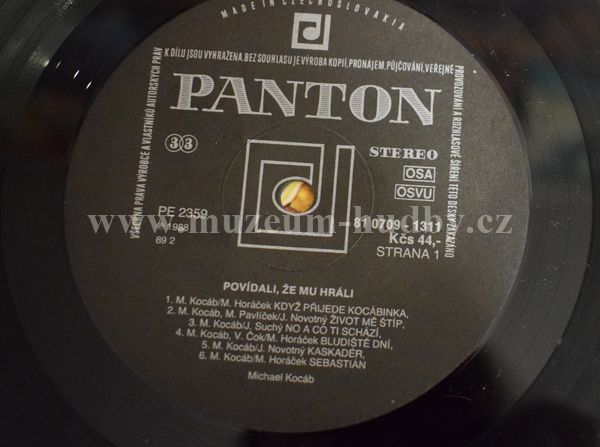 MADE IN CZECHOSLOVAKIA
VŠECHNA PRÁVA VÝROBCE A VLASTNÍKŮ AUTORSKÝCH PRÁV K DÍLU JSOU VYHRAŽENA. BEZ SOUHLASU JE VÝROBA KOPIÍ, PRONÁJEM, PŮJČOVÁNÍ, VEŘEJNÉ PROVOZOVÁNÍ A ROZHLASOVÉ ŠÍŘENÍ TÉTO DESKY ZAKÁZÁNO
PANTON
33
STEREO
OSA
OSVU
PE 2359
1988
89 2
81 0709 - 1311
Kčs 44,-
STRANA 1
www.muzeum-hudby.cz
POVÍDALI, ŽE MU HRÁLI
1. M. Kocáb/M. Horáček KDYŽ PŘIJEDE KOCÁBINKA,
2. M. Kocáb, M. Pavlíček/J. Novotný ŽIVOT MĚ ŠTÍP,
3. M. Kocáb/J. Suchý NO A CO TI SCHÁZÍ,
4. M. Kocáb, V. Čok/M. Horáček BLUDIŠTĚ DNÍ,
5. M. Kocáb/J. Novotný KASKADÉR,
6. M. Kocáb/M. Horáček SEBASTIAN
Michael Kocáb